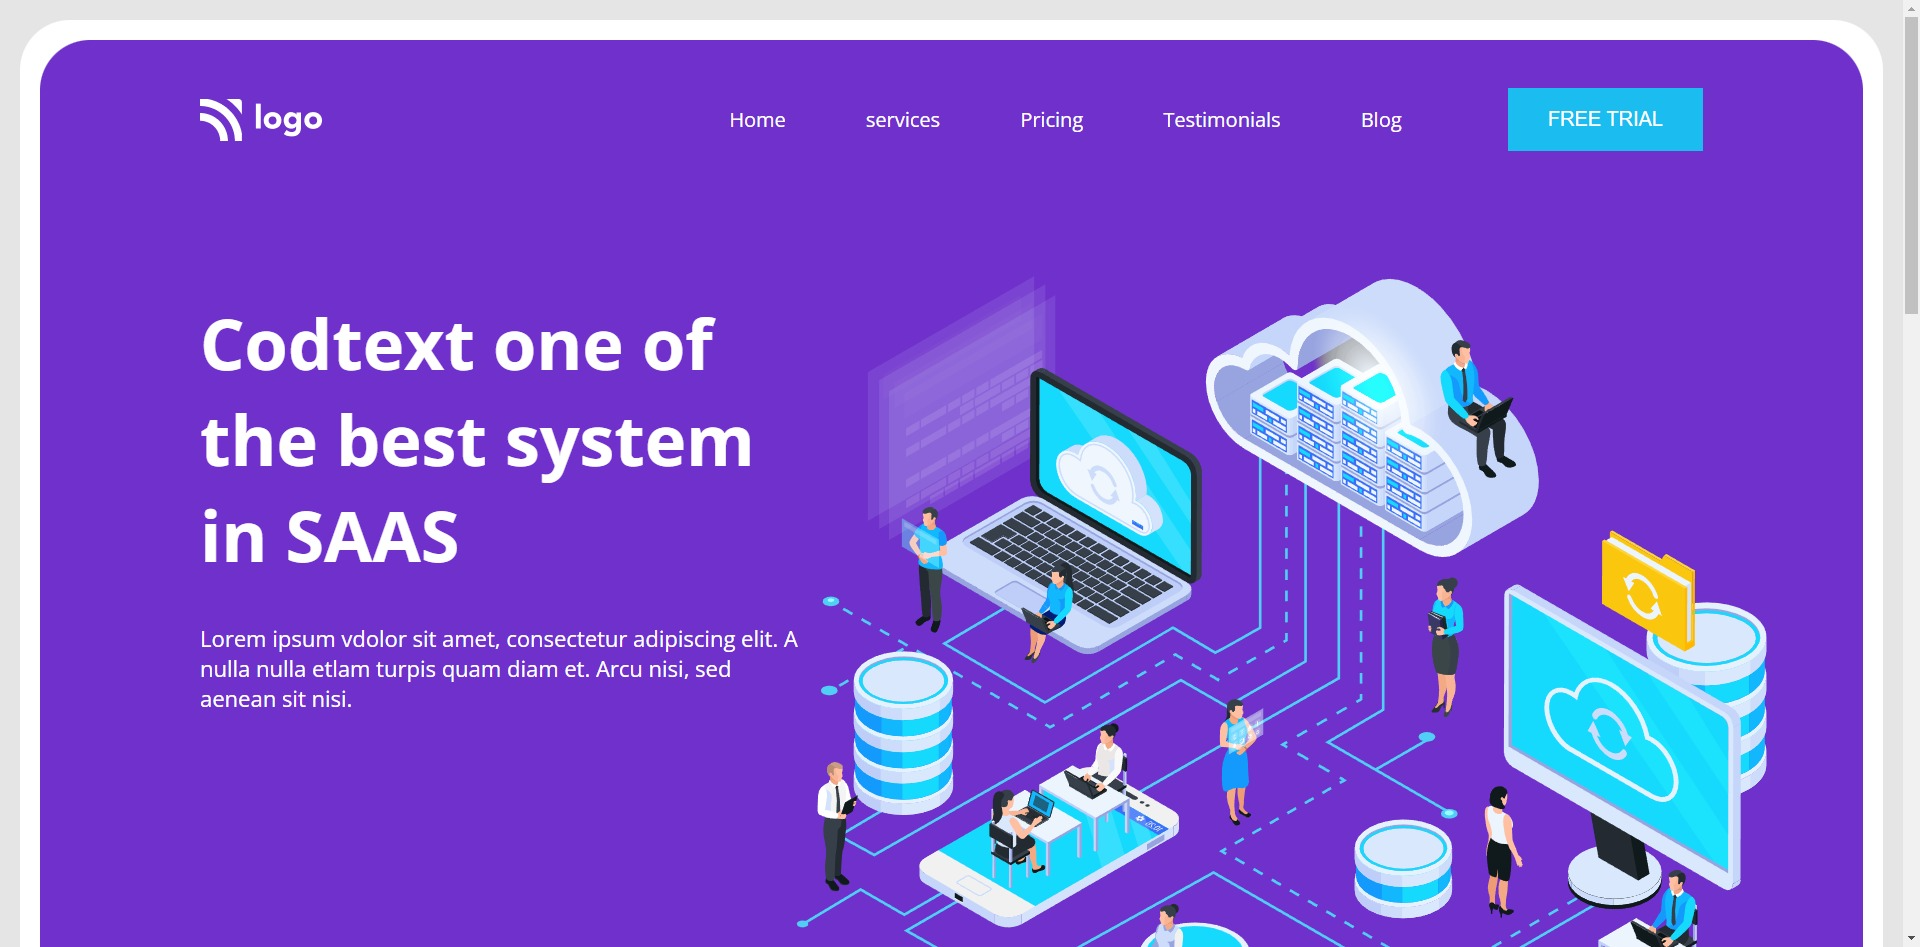 logo
Home
services
Pricing
Testimonials
Blog
FREE TRIAL
Codtext one of
the best system
in SAAS
Lorem ipsum vdolor sit amet, consectetur adipiscing elit. A
nulla nulla etlam turpis quam diam et. Arcu nisi, sed
aenean sit nisi.